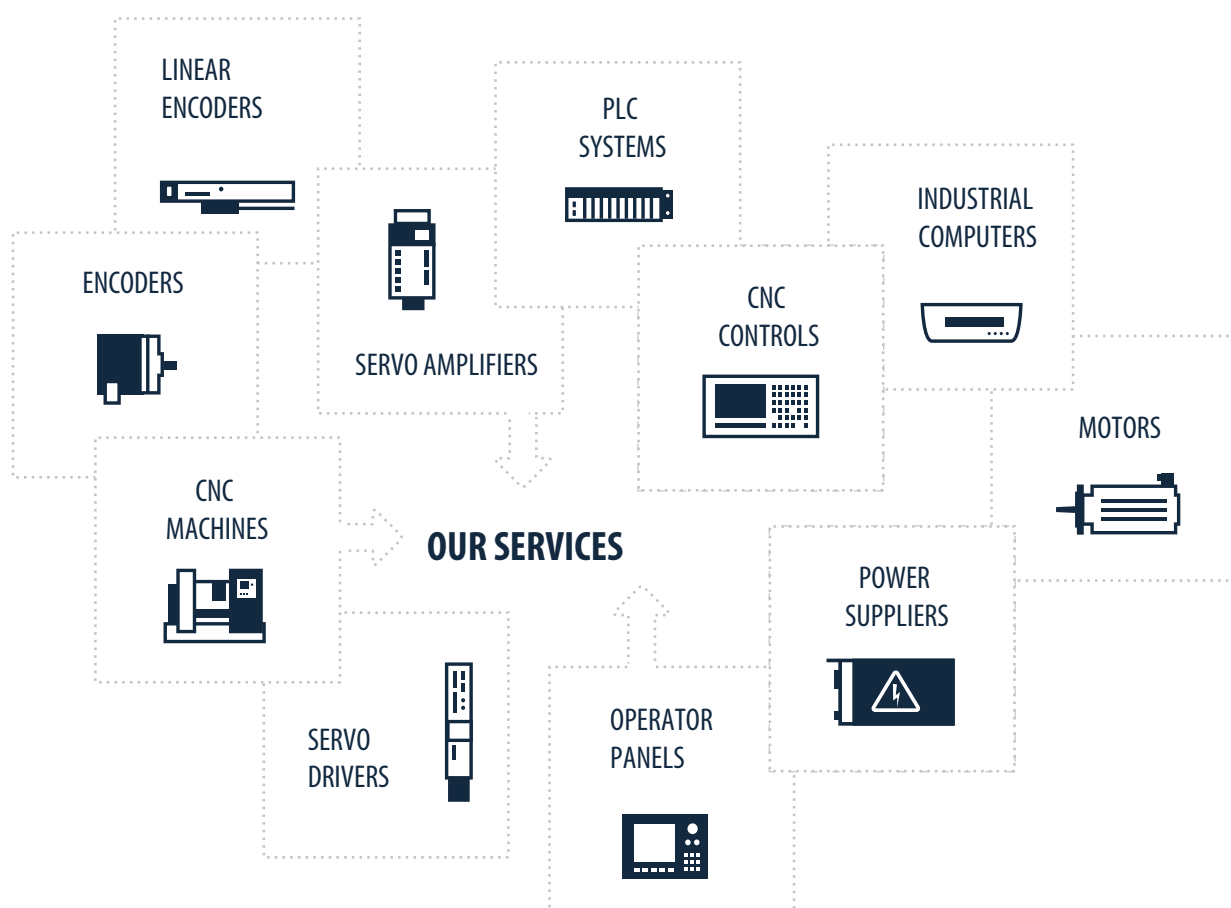 LINEAR
ENCODERS
PLC
SYSTEMS
INDUSTRIAL
COMPUTERS
ENCODERS
SERVO AMPLIFIERS
CNC
CONTROLS
MOTORS
CNC
MACHINES
OUR SERVICES
POWER
SUPPLIERS
SERVO
DRIVERS
OPERATOR
PANELS